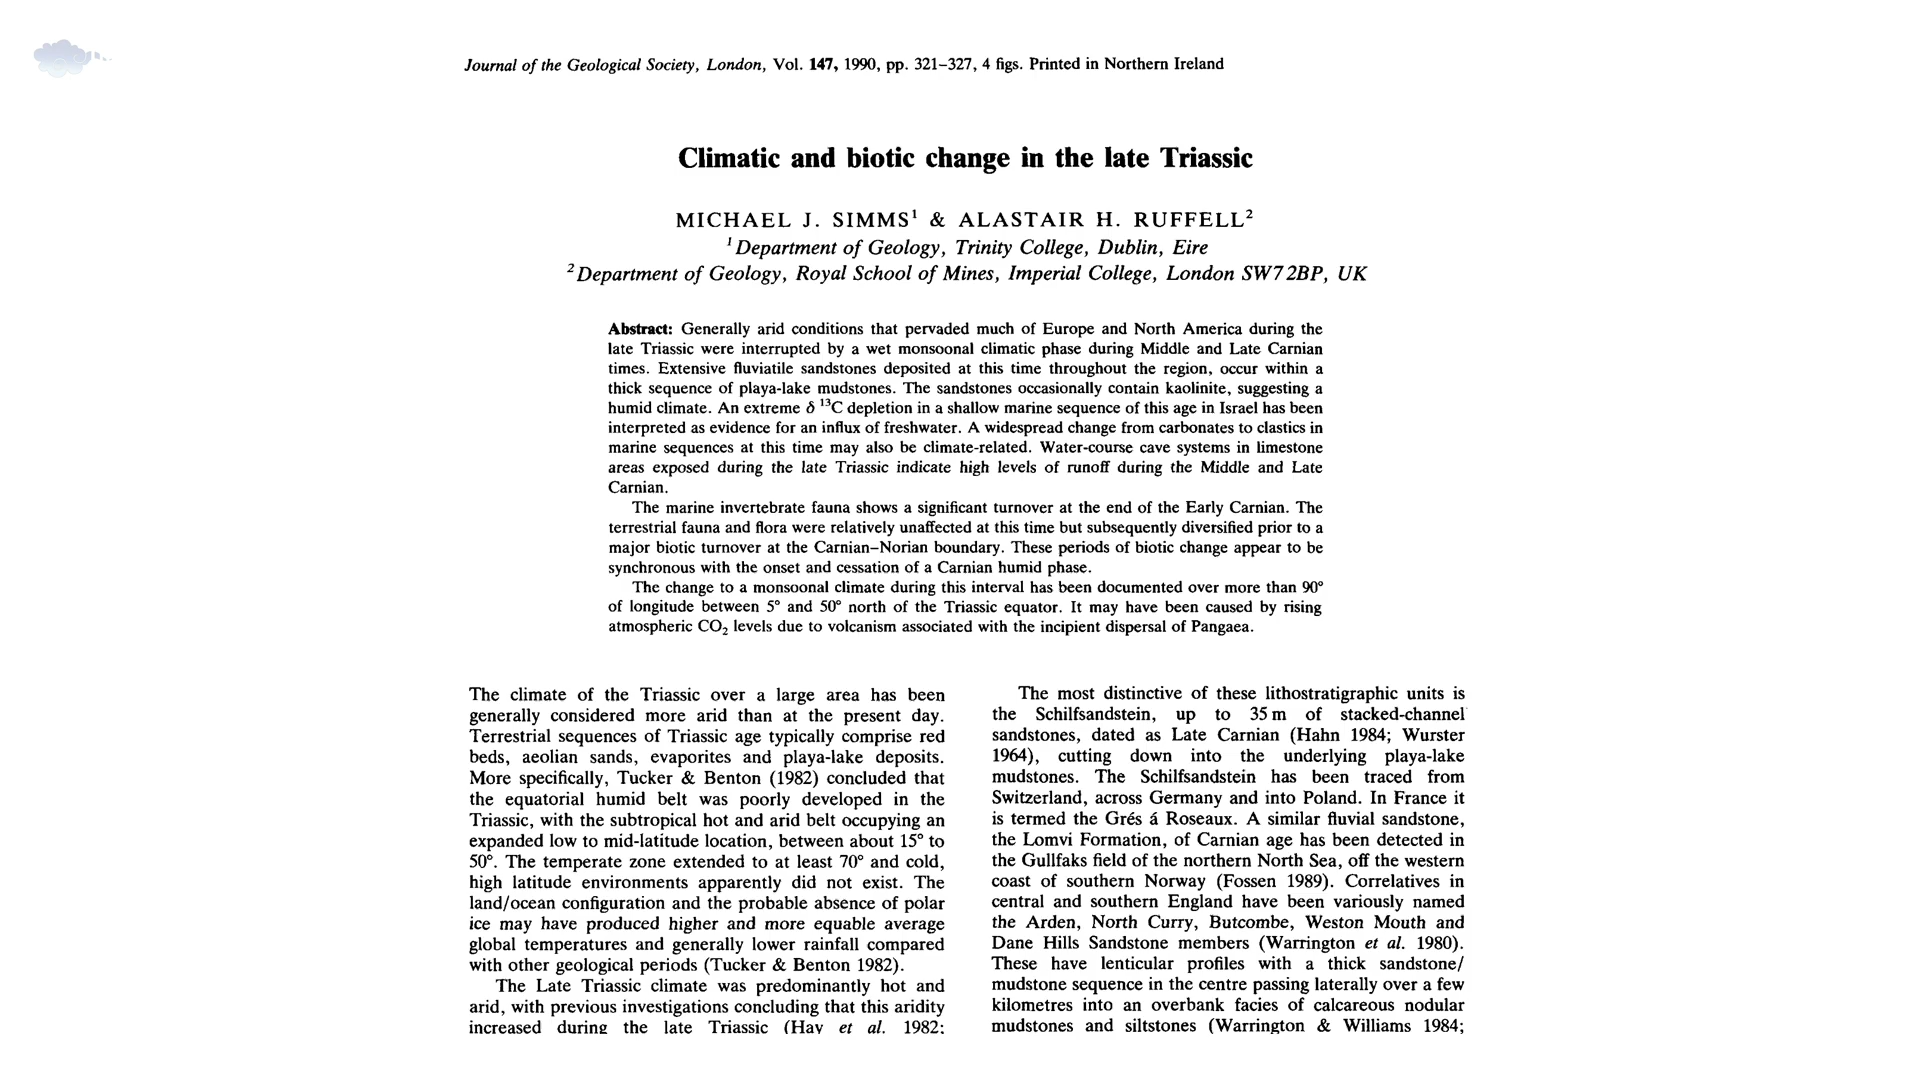 Journal of the Geological Society, London, Vol. 147, 1990, pp. 321–327, 4 figs. Printed in Northern Ireland
Climatic and biotic change in the late Triassic
MICHAEL J. SIMMS¹ & ALASTAIR H. RUFFELL²
¹Department of Geology, Trinity College, Dublin, Eire
²Department of Geology, Royal School of Mines, Imperial College, London SW7 2BP, UK
Abstract: Generally arid conditions that pervaded much of Europe and North America during the
late Triassic were interrupted by a wet monsoonal climatic phase during Middle and Late Carnian
times. Extensive fluviatile sandstones deposited at this time throughout the region, occur within a
thick sequence of playa-lake mudstones. The sandstones occasionally contain kaolinite, suggesting a
humid climate. An extreme δ ¹³C depletion in a shallow marine sequence of this age in Israel has been
interpreted as evidence for an influx of freshwater. A widespread change from carbonates to clastics in
marine sequences at this time may also be climate-related. Water-course cave systems in limestone
areas exposed during the late Triassic indicate high levels of runoff during the Middle and Late
Carnian.
The marine invertebrate fauna shows a significant turnover at the end of the Early Carnian. The
terrestrial fauna and flora were relatively unaffected at this time but subsequently diversified prior to a
major biotic turnover at the Carnian–Norian boundary. These periods of biotic change appear to be
synchronous with the onset and cessation of a Carnian humid phase.
The change to a monsoonal climate during this interval has been documented over more than 90°
of longitude between 5° and 50° north of the Triassic equator. It may have been caused by rising
atmospheric CO₂ levels due to volcanism associated with the incipient dispersal of Pangaea.
The climate of the Triassic over a large area has been
generally considered more arid than at the present day.
Terrestrial sequences of Triassic age typically comprise red
beds, aeolian sands, evaporites and playa-lake deposits.
More specifically, Tucker & Benton (1982) concluded that
the equatorial humid belt was poorly developed in the
Triassic, with the subtropical hot and arid belt occupying an
expanded low to mid-latitude location, between about 15° to
50°. The temperate zone extended to at least 70° and cold,
high latitude environments apparently did not exist. The
land/ocean configuration and the probable absence of polar
ice may have produced higher and more equable average
global temperatures and generally lower rainfall compared
with other geological periods (Tucker & Benton 1982).
The Late Triassic climate was predominantly hot and
arid, with previous investigations concluding that this aridity
increased during the late Triassic (Hay et al. 1982;
The most distinctive of these lithostratigraphic units is
the Schilfsandstein, up to 35 m of stacked-channel
sandstones, dated as Late Carnian (Hahn 1984; Wurster
1964), cutting down into the underlying playa-lake
mudstones. The Schilfsandstein has been traced from
Switzerland, across Germany and into Poland. In France it
is termed the Grés á Roseaux. A similar fluvial sandstone,
the Lomvi Formation, of Carnian age has been detected in
the Gullfaks field of the northern North Sea, off the western
coast of southern Norway (Fossen 1989). Correlatives in
central and southern England have been variously named
the Arden, North Curry, Butcombe, Weston Mouth and
Dane Hills Sandstone members (Warrington et al. 1980).
These have lenticular profiles with a thick sandstone/
mudstone sequence in the centre passing laterally over a few
kilometres into an overbank facies of calcareous nodular
mudstones and siltstones (Warrington & Williams 1984;